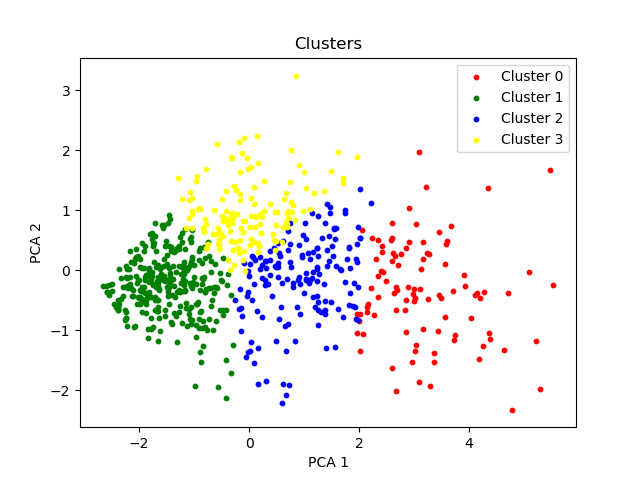 Clusters
Cluster 0
Cluster 1
Cluster 2
Cluster 3
3
2
1
0
−1
−2
PCA 2
−2
0
2
4
PCA 1